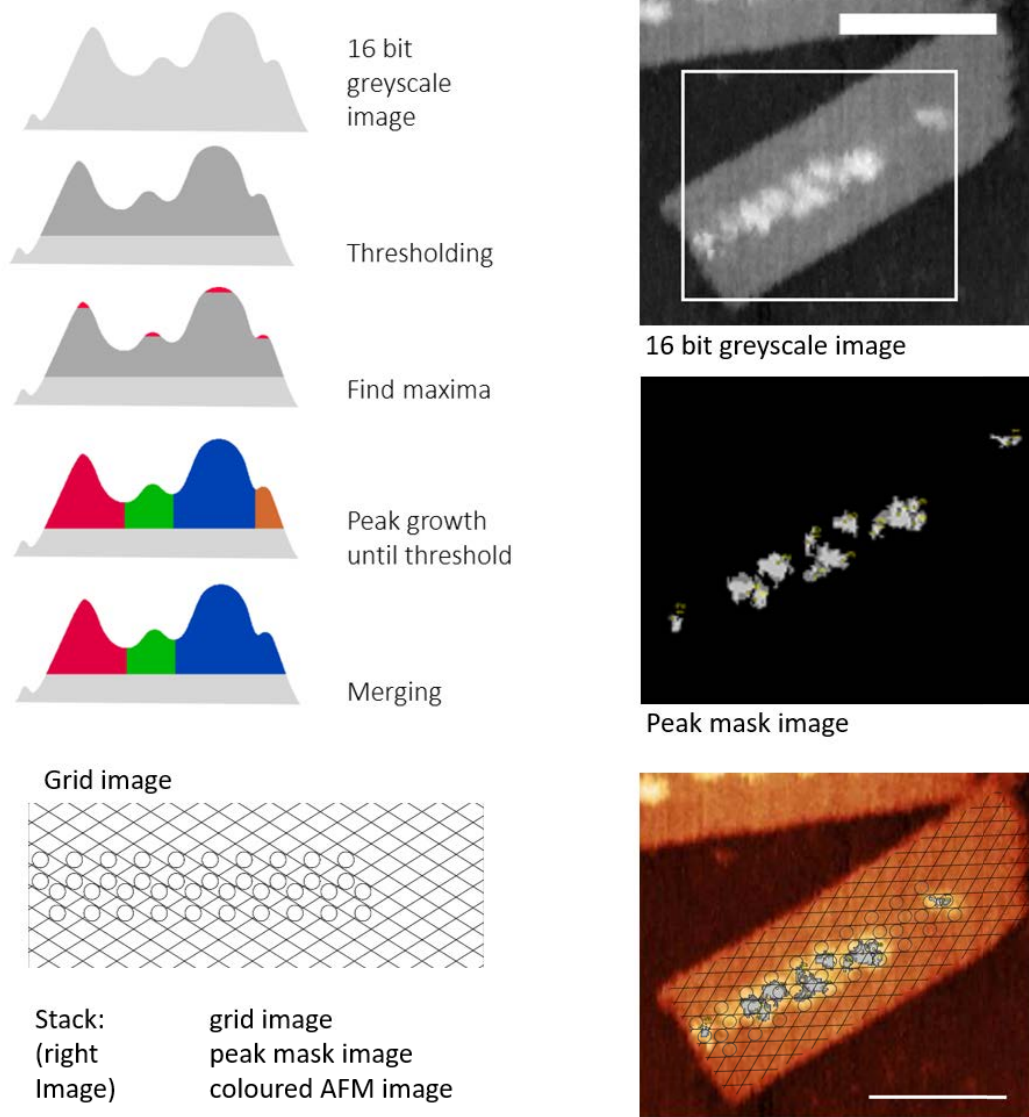 16 bit
greyscale
image
Thresholding
Find maxima
Peak growth
until threshold
Merging
Grid image
Stack: grid image
(right peak mask image
Image) coloured AFM image
16 bit greyscale image
12
Peak mask image